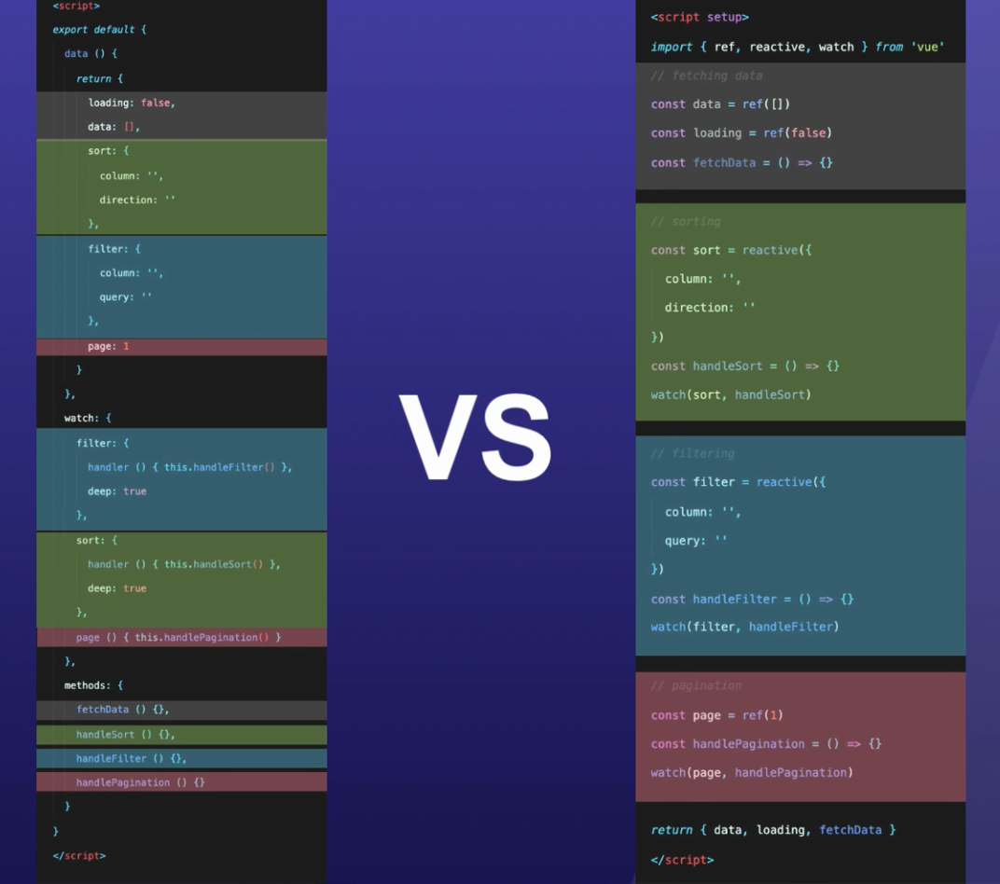 <script>
export default {
data () {
return {
loading: false,
data: [],
sort: {
column: '',
direction: ''
},
filter: {
column: '',
query: ''
},
page: 1
}
},
watch: {
filter: {
handler () { this.handleFilter() },
deep: true
},
sort: {
handler () { this.handleSort() },
deep: true
},
page () { this.handlePagination() }
},
methods: {
fetchData () {},
handleSort () {},
handleFilter () {},
handlePagination () {}
}
}
</script>
VS
<script setup>
import { ref, reactive, watch } from 'vue'
// fetching data
const data = ref([])
const loading = ref(false)
const fetchData = () => {}
// sorting
const sort = reactive({
column: '',
direction: ''
})
const handleSort = () => {}
watch(sort, handleSort)
// filtering
const filter = reactive({
column: '',
query: ''
})
const handleFilter = () => {}
watch(filter, handleFilter)
// pagination
const page = ref(1)
const handlePagination = () => {}
watch(page, handlePagination)
return { data, loading, fetchData }
</script>